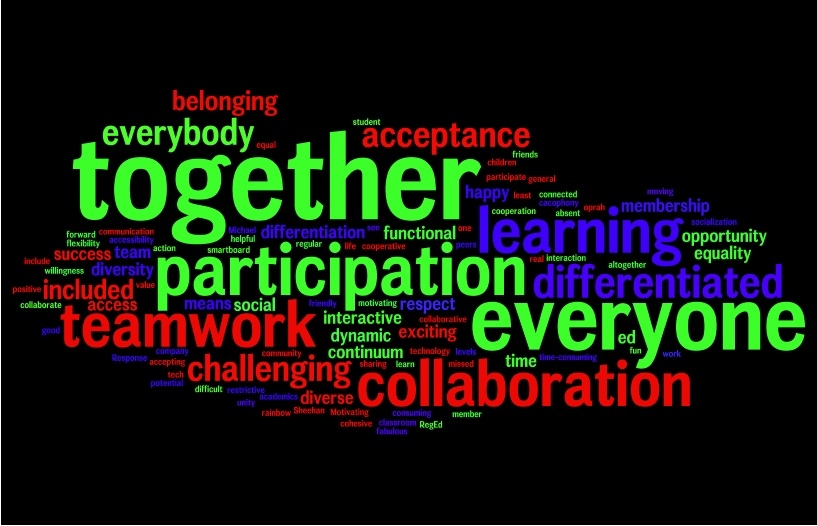 belonging
student
everybody
acceptance
equal
together
friends
children
participate general
happy
least
connected
cacophony
moving
membership
oprah
cooperation
absent
socialization
forward
communication
accessibility
flexibility
Michael
helpful
differentiation
son
functional
one
learning
opportunity
equality
success
team
action
smartboard
regular
life
cooperative
peers
include
willingness
diversity
participation
real
interaction
altogether
differentiated
positive
included
value
collaborate
access
means
social
friendly
motivating
respect
everyone
good
teamwork
interactive
collaborative
dynamic
exciting
ed
fun
work
Response
company
community
continuum
technology
levels
time
time-consuming
accepting
challenging
sharing
learn
missed
tech
potential
collaboration
difficult
restrictive
academics
unity
diverse
rainbow
Sheehan
Motivating
consuming
member
cohesive
classroom
RegEd
fabulous